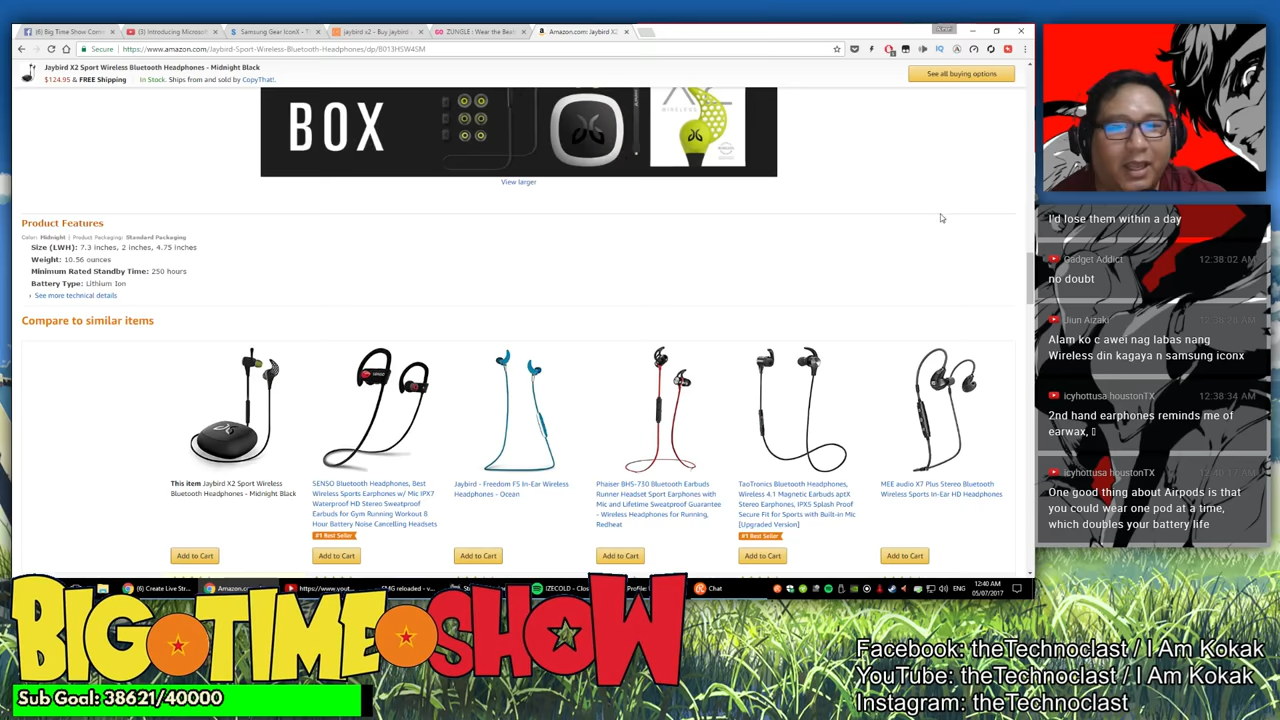 (6) Big Time Show Com
(3) Introducing Microso
Samsung Gear IconX - "
jaybird x2 - Buy jaybird
ZUNGLE : Wear the Bea
Amazon.com: Jaybird X2
Secure
https://www.amazon.com/Jaybird-Sport-Wireless-Bluetooth-Headphones/dp/B013HSW4SM
Jaybird X2 Sport Wireless Bluetooth Headphones - Midnight Black
$124.95 & FREE Shipping In Stock. Ships from and sold by CopyThat!.
See all buying options
BOX
WIRELESS
View larger
Product Features
Color: Midnight | Product Packaging: Standard Packaging
Size (LWH): 7.3 inches, 2 inches, 4.75 inches
Weight: 10.56 ounces
Minimum Rated Standby Time: 250 hours
Battery Type: Lithium Ion
› See more technical details
Compare to similar items
This item Jaybird X2 Sport Wireless
Bluetooth Headphones - Midnight Black
Add to Cart
SENSO Bluetooth Headphones, Best
Wireless Sports Earphones w/ Mic IPX7
Waterproof HD Stereo Sweatproof
Earbuds for Gym Running Workout 8
Hour Battery Noise Cancelling Headsets
#1 Best Seller
Add to Cart
Jaybird - Freedom F5 In-Ear Wireless
Headphones - Ocean
Add to Cart
Phaiser BHS-730 Bluetooth Earbuds
Runner Headset Sport Earphones with
Mic and Lifetime Sweatproof Guarantee
- Wireless Headphones for Running,
Redheat
Add to Cart
TaoTronics Bluetooth Headphones,
Wireless 4.1 Magnetic Earbuds aptX
Stereo Earphones, IPX5 Splash Proof
Secure Fit for Sports with Built-in Mic
[Upgraded Version]
#1 Best Seller
Add to Cart
MEE audio X7 Plus Stereo Bluetooth
Wireless Sports In-Ear HD Headphones
Add to Cart
(6) Create Live Str...
Amazon.c
https://www.yout...
SMG reloaded - v...
IZECOLD - Clos
Profile:
Chat
ENG
12:40 AM
05/07/2017
I'd lose them within a day
Gadget Addict 12:38:02 AM
no doubt
Jiun Aizaki
Alam ko c awei nag labas nang
Wireless din kagaya n samsung iconx
icyhottusa houstonTX 12:38:34 AM
2nd hand earphones reminds me of
earwax,
icyhottusa houstonTX
One good thing about Airpods is that
you could wear one pod at a time,
which doubles your battery life
BIG TIME SHOW
Sub Goal: 38621/40000
Facebook: theTechnoclast / I Am Kokak
YouTube: theTechnoclast / I Am Kokak
Instagram: theTechnoclast